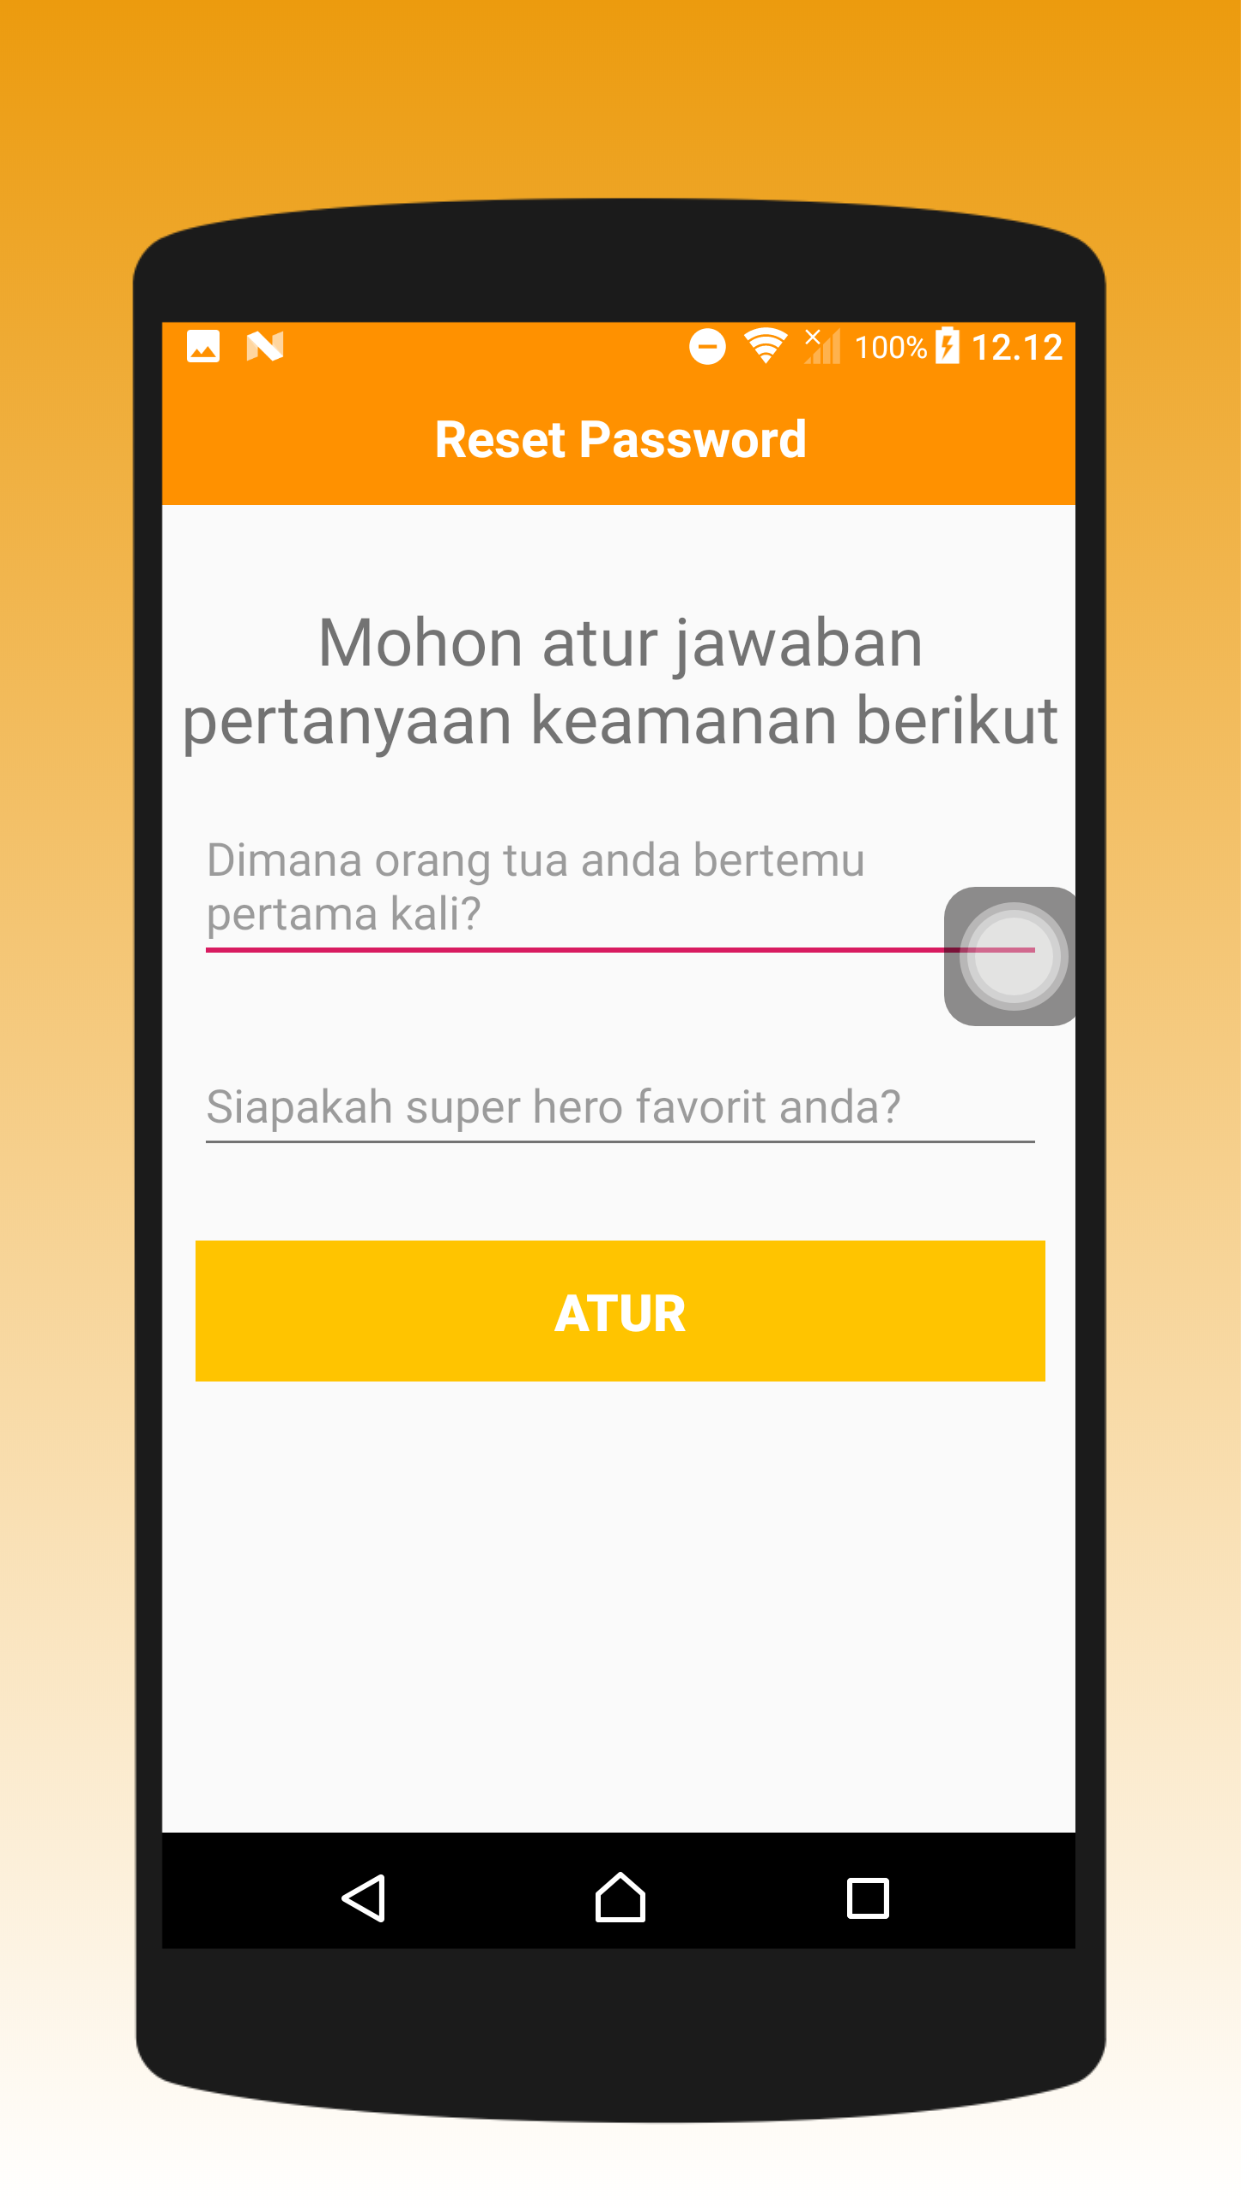 100% 12.12
Reset Password
Mohon atur jawaban
pertanyaan keamanan berikut
Dimana orang tua anda bertemu
pertama kali?
Siapakah super hero favorit anda?
ATUR